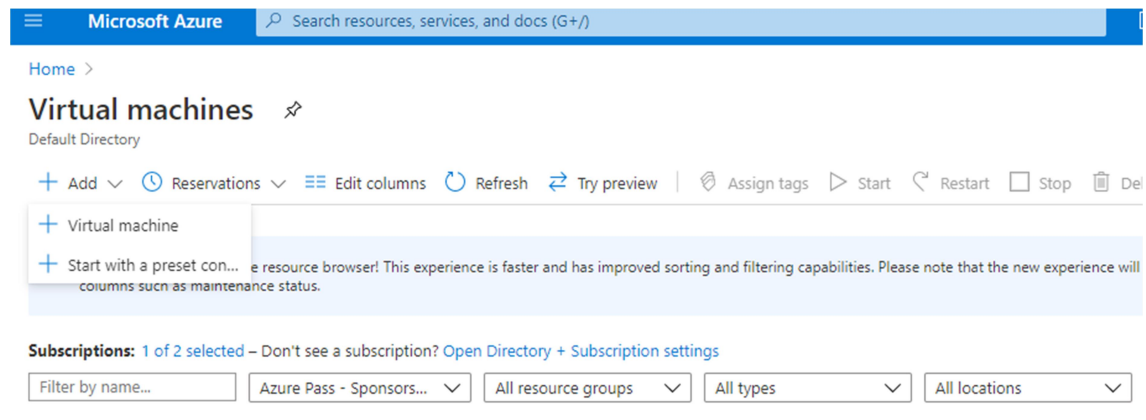 Microsoft Azure Search resources, services, and docs (G+/)
Home >
Virtual machines
Default Directory
Add Reservations Edit columns Refresh Try preview Assign tags Start Restart Stop
Virtual machine
Start with a preset con...
resource browser! This experience is faster and has improved sorting and filtering capabilities. Please note that the new experience will
columns such as maintenance status.
Subscriptions: 1 of 2 selected – Don't see a subscription? Open Directory + Subscription settings
Filter by name... Azure Pass - Sponsors... All resource groups All types All locations